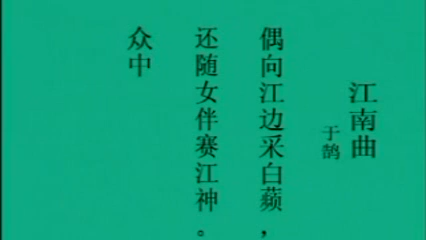 江南曲
于鹄
偶向江边采白蘋，
还随女伴赛江神。
众中